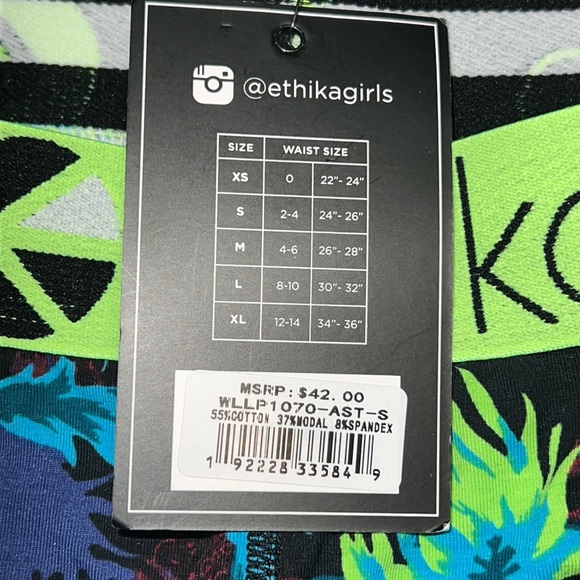 @ethikagirls
SIZE WAIST SIZE
XS 0 22"- 24"
S 2-4 24"- 26"
M 4-6 26"- 28"
L 8-10 30"- 32"
XL 12-14 34"- 36"
MSRP: $42.00
WLLP1070-AST-S
55%COTTON 37%MODAL 8%SPANDEX
1 92228 33584 9